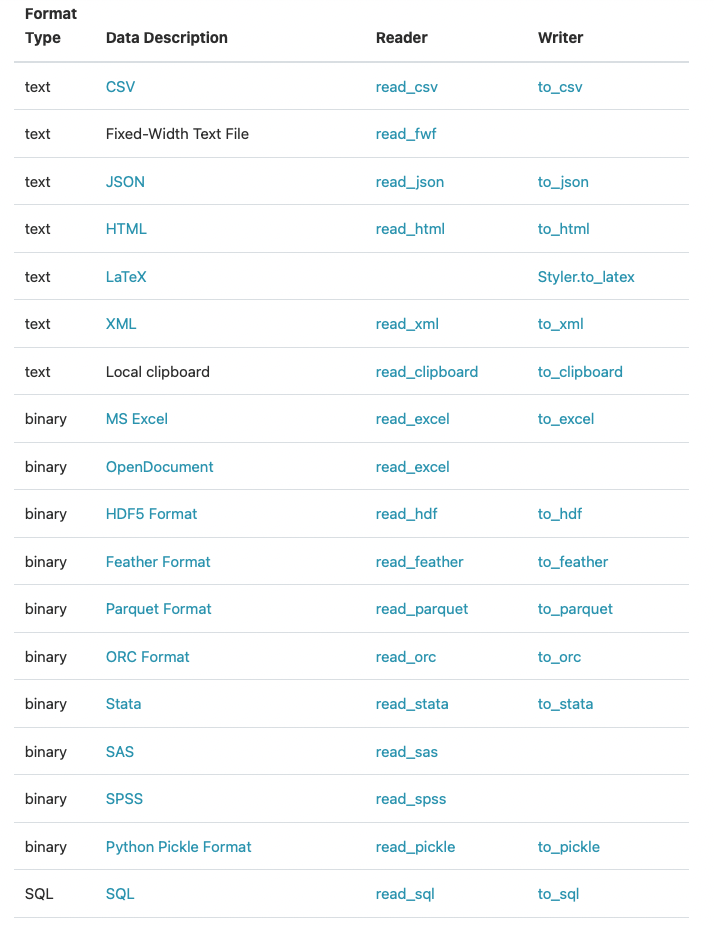 Format
Type Data Description Reader Writer
text CSV read_csv to_csv
text Fixed-Width Text File read_fwf
text JSON read_json to_json
text HTML read_html to_html
text LaTeX Styler.to_latex
text XML read_xml to_xml
text Local clipboard read_clipboard to_clipboard
binary MS Excel read_excel to_excel
binary OpenDocument read_excel
binary HDF5 Format read_hdf to_hdf
binary Feather Format read_feather to_feather
binary Parquet Format read_parquet to_parquet
binary ORC Format read_orc to_orc
binary Stata read_stata to_stata
binary SAS read_sas
binary SPSS read_spss
binary Python Pickle Format read_pickle to_pickle
SQL SQL read_sql to_sql